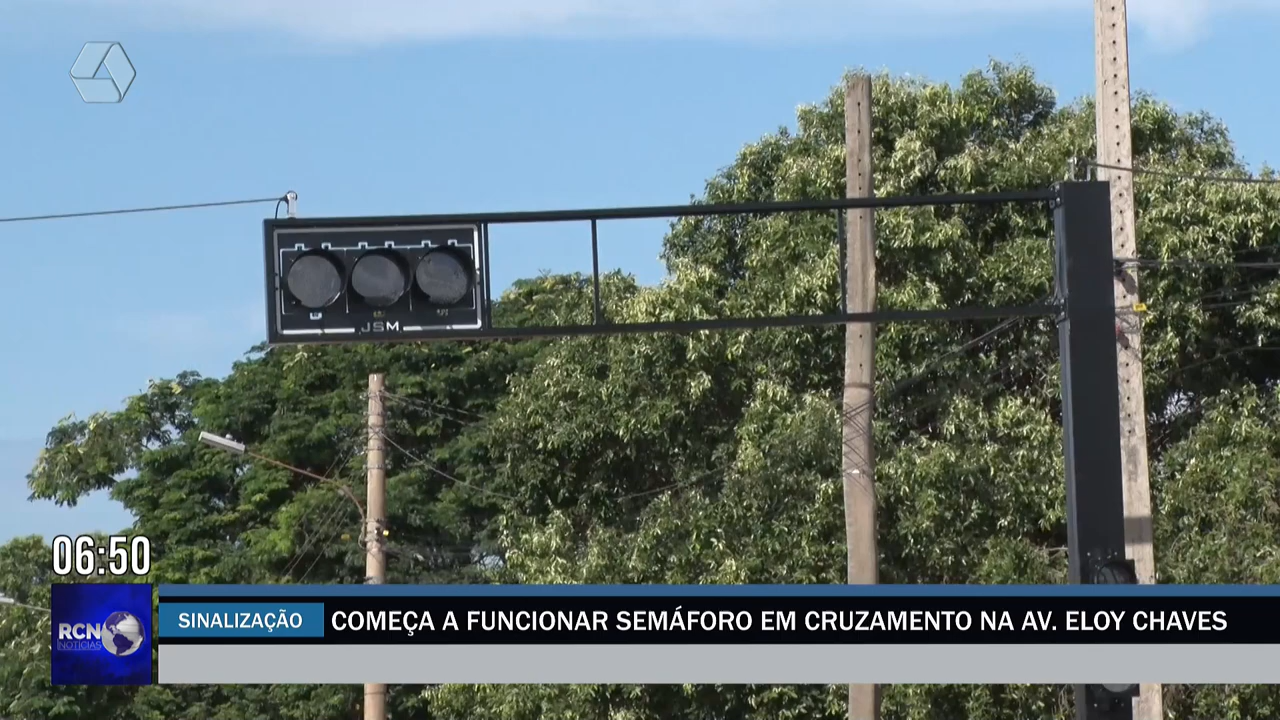 JSM
06:50
RCN
NOTÍCIAS
SINALIZAÇÃO
COMEÇA A FUNCIONAR SEMÁFORO EM CRUZAMENTO NA AV. ELOY CHAVES